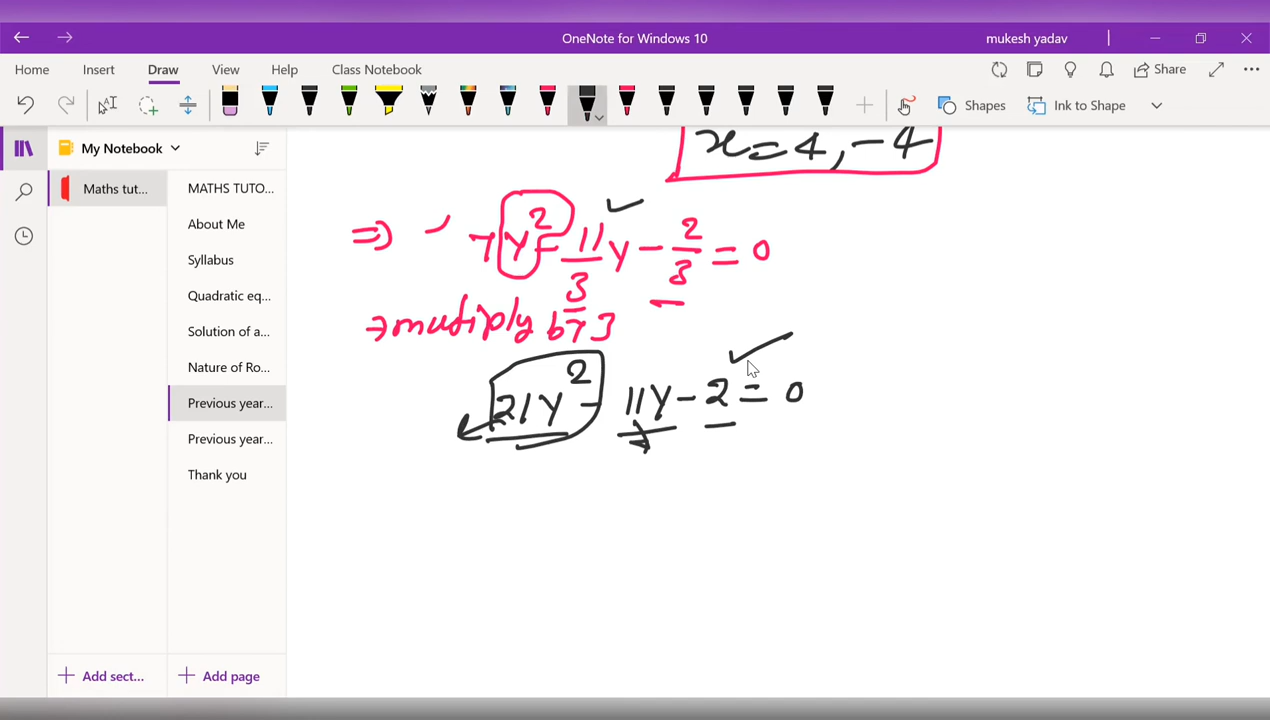 OneNote for Windows 10
mukesh yadav
Home Insert Draw View Help Class Notebook
Share
Shapes
Ink to Shape
My Notebook
Maths tut...
MATHS TUTO...
About Me
Syllabus
Quadratic eq...
Solution of a...
Nature of Ro...
Previous year...
Previous year...
Thank you
Add sect...
Add page
x = 4, -4
⇒ 7y² - 11/3 y - 2/3 = 0
→ multiply by 3
21y² - 11y - 2 = 0